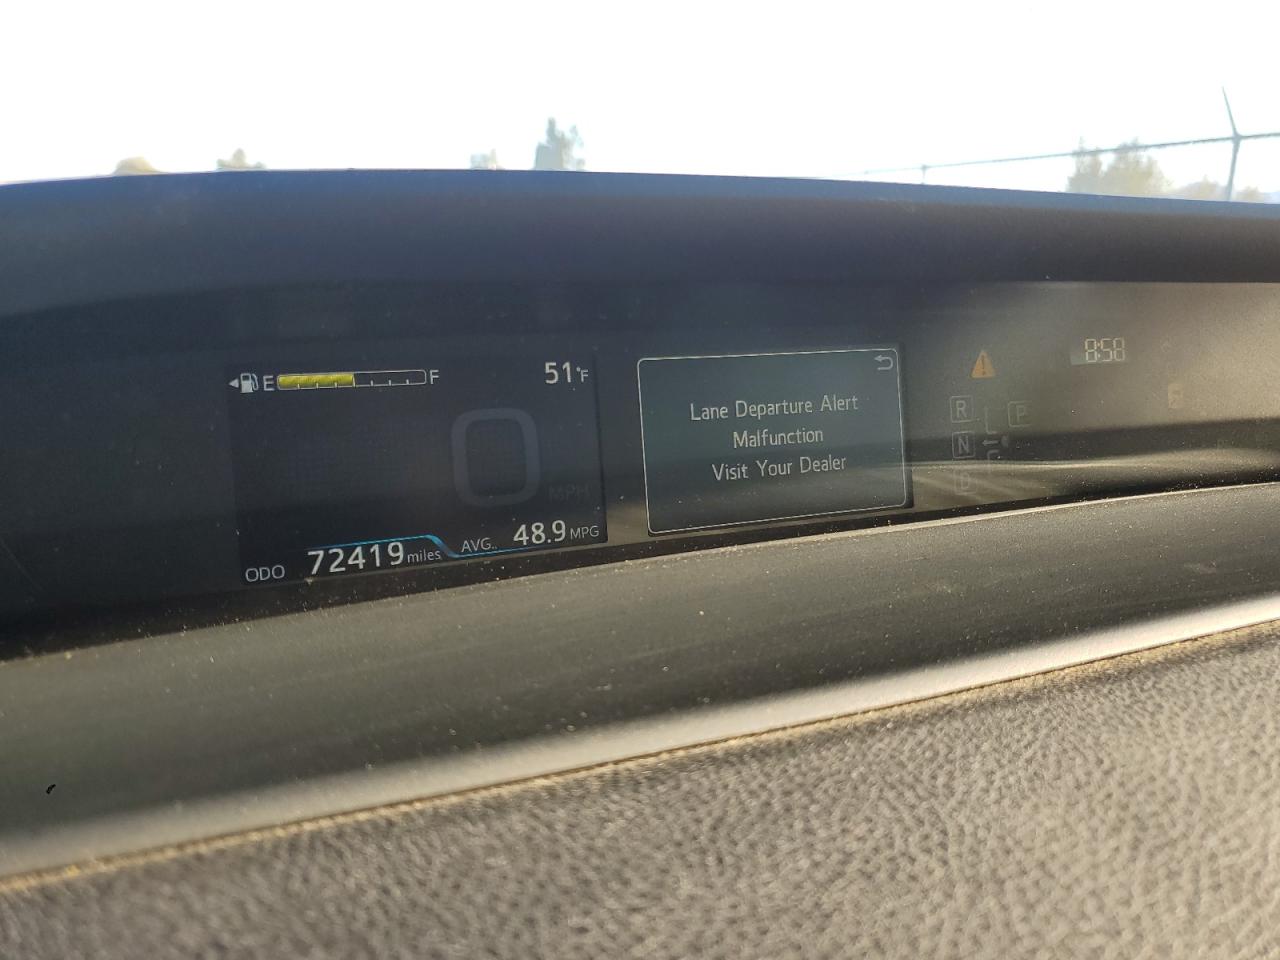 E F 51°F
0
MPH
ODO 72419 miles AVG. 48.9 MPG
Lane Departure Alert
Malfunction
Visit Your Dealer
8:58
R P
N
D